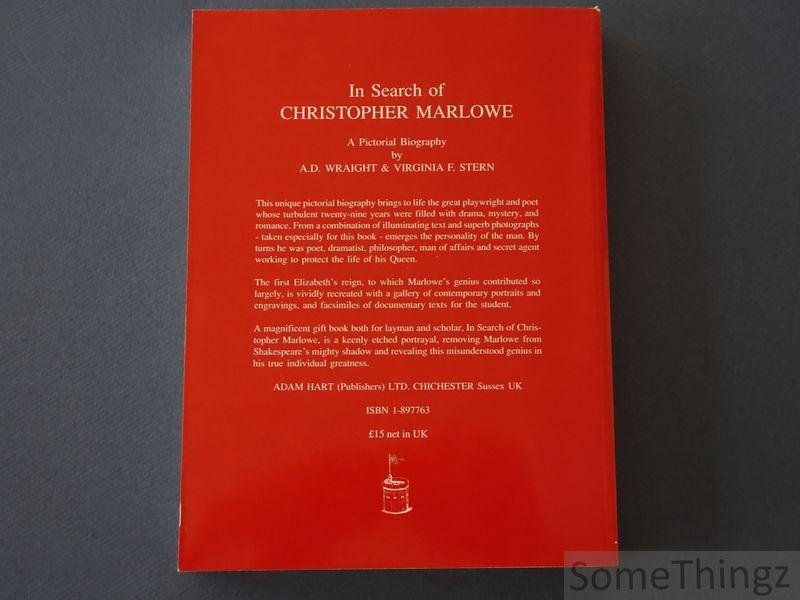 In Search of
CHRISTOPHER MARLOWE
A Pictorial Biography
by
A.D. WRAIGHT & VIRGINIA F. STERN
This unique pictorial biography brings to life the great playwright and poet
whose turbulent twenty-nine years were filled with drama, mystery, and
romance. From a combination of illuminating text and superb photographs
- taken especially for this book - emerges the personality of the man. By
turns he was poet, dramatist, philosopher, man of affairs and secret agent
working to protect the life of his Queen.
The first Elizabeth's reign, to which Marlowe's genius contributed so
largely, is vividly recreated with a gallery of contemporary portraits and
engravings, and facsimiles of documentary texts for the student.
A magnificent gift book both for layman and scholar, In Search of Chris-
topher Marlowe, is a keenly etched portrayal, removing Marlowe from
Shakespeare's mighty shadow and revealing this misunderstood genius in
his true individual greatness.
ADAM HART (Publishers) LTD. CHICHESTER Sussex UK
ISBN 1-897763
£15 net in UK
SomeThingz